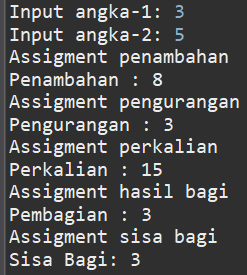 Input angka-1: 3
Input angka-2: 5
Assigment penambahan
Penambahan : 8
Assigment pengurangan
Pengurangan : 3
Assigment perkalian
Perkalian : 15
Assigment hasil bagi
Pembagian : 3
Assigment sisa bagi
Sisa Bagi: 3